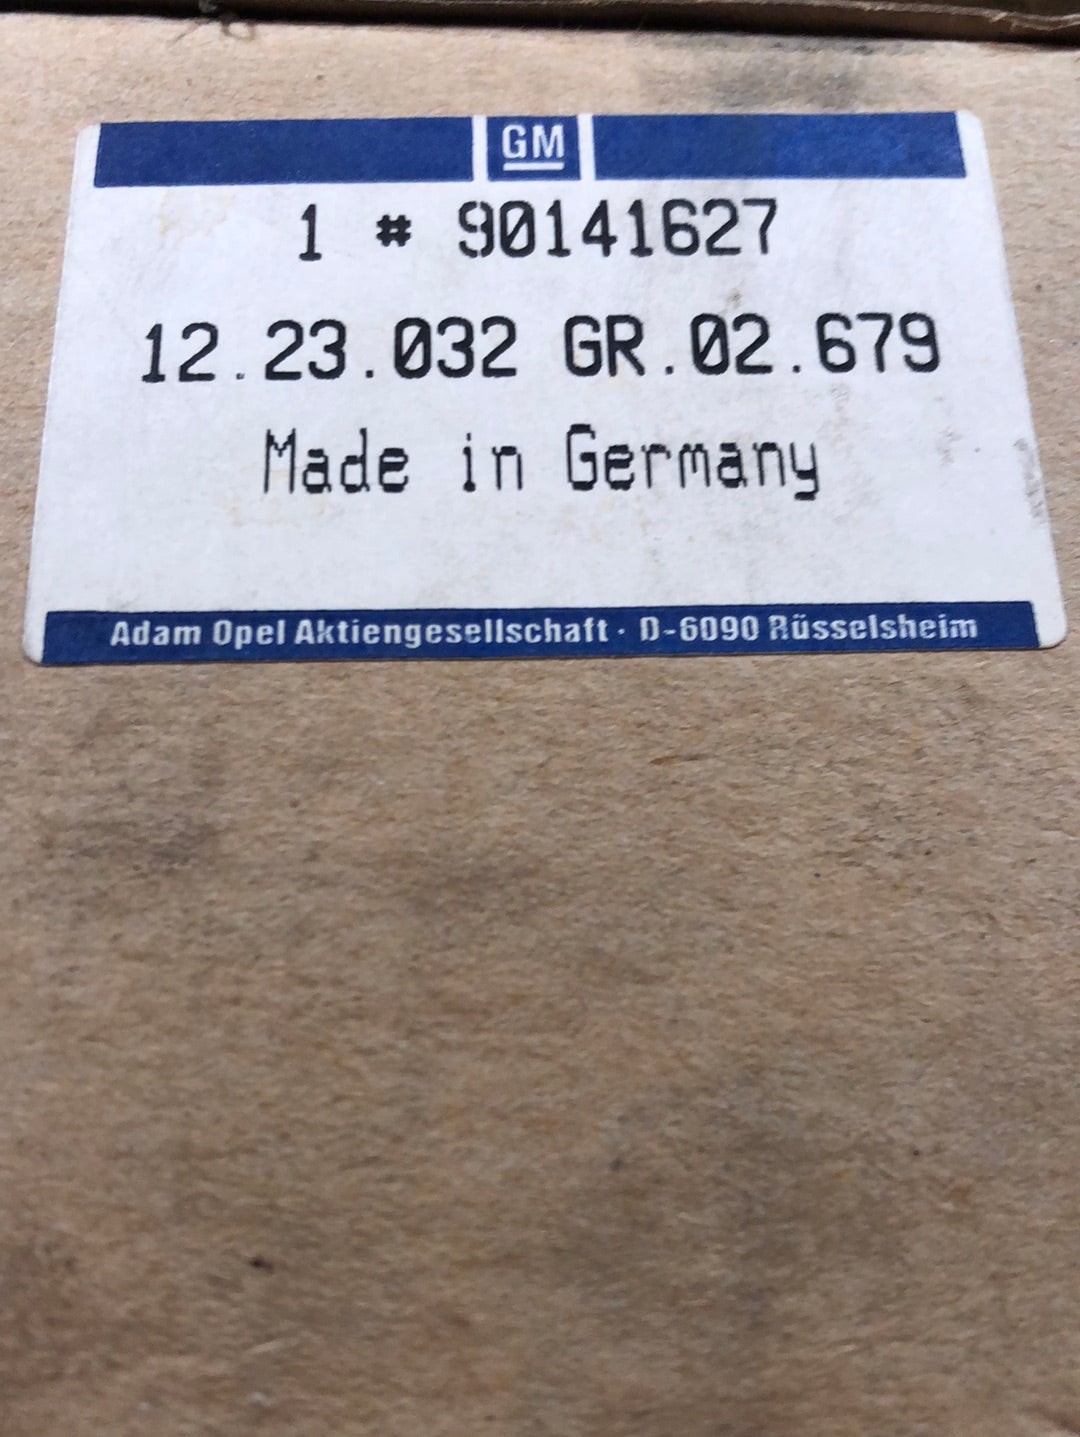 GM
1 # 90141627
12.23.032 GR.02.679
Made in Germany
Adam Opel Aktiengesellschaft · D-6090 Rüsselsheim